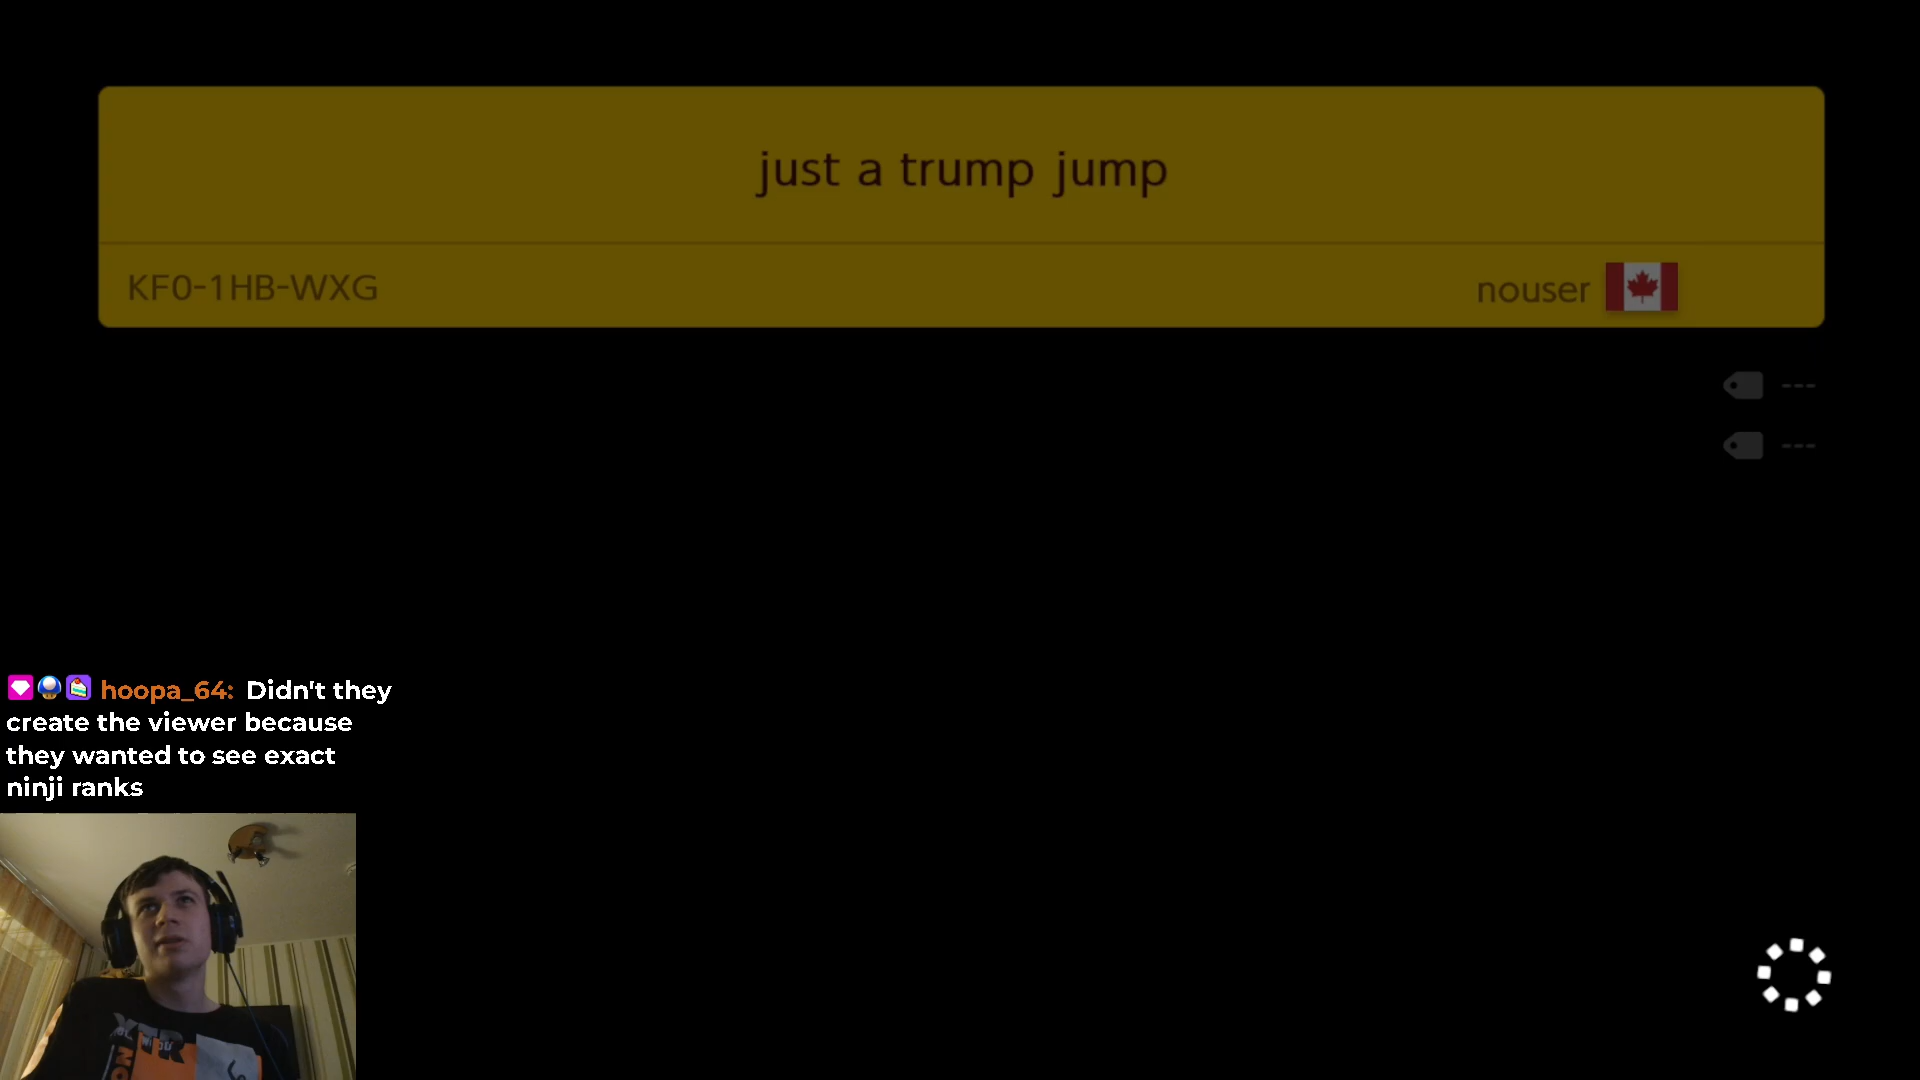 just a trump jump
KF0-1HB-WXG
nouser
---
---
hoopa_64: Didn't they
create the viewer because
they wanted to see exact
ninji ranks